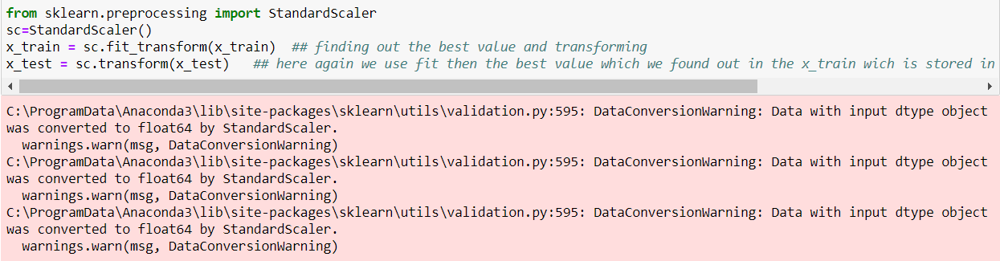 from sklearn.preprocessing import StandardScaler
sc=StandardScaler()
x_train = sc.fit_transform(x_train)  ## finding out the best value and transforming
x_test = sc.transform(x_test)   ## here again we use fit then the best value which we found out in the x_train wich is stored in
C:\ProgramData\Anaconda3\lib\site-packages\sklearn\utils\validation.py:595: DataConversionWarning: Data with input dtype object
was converted to float64 by StandardScaler.
  warnings.warn(msg, DataConversionWarning)
C:\ProgramData\Anaconda3\lib\site-packages\sklearn\utils\validation.py:595: DataConversionWarning: Data with input dtype object
was converted to float64 by StandardScaler.
  warnings.warn(msg, DataConversionWarning)
C:\ProgramData\Anaconda3\lib\site-packages\sklearn\utils\validation.py:595: DataConversionWarning: Data with input dtype object
was converted to float64 by StandardScaler.
  warnings.warn(msg, DataConversionWarning)